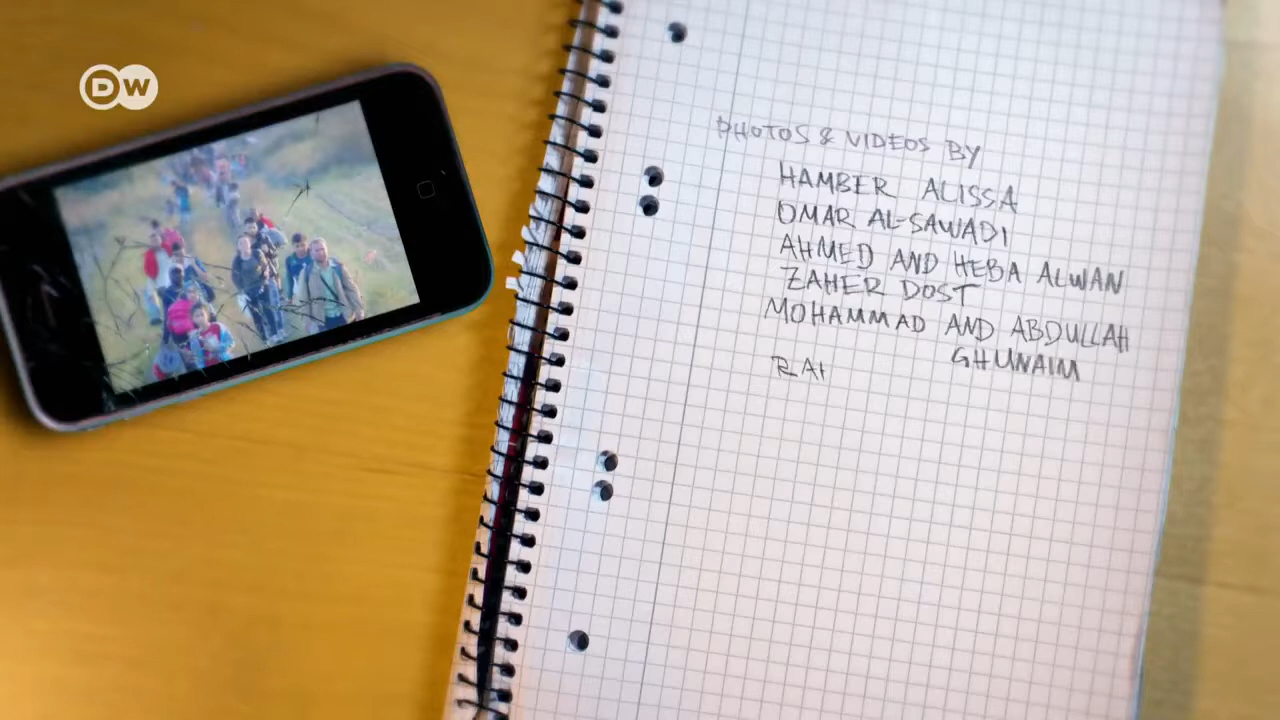 DW
PHOTOS & VIDEOS BY
HAMBER ALISSA
OMAR AL-SAWADI
AHMED AND HEBA ALWAN
ZAHER DOST
MOHAMMAD AND ABDULLAH
GHUNAIM
RAI